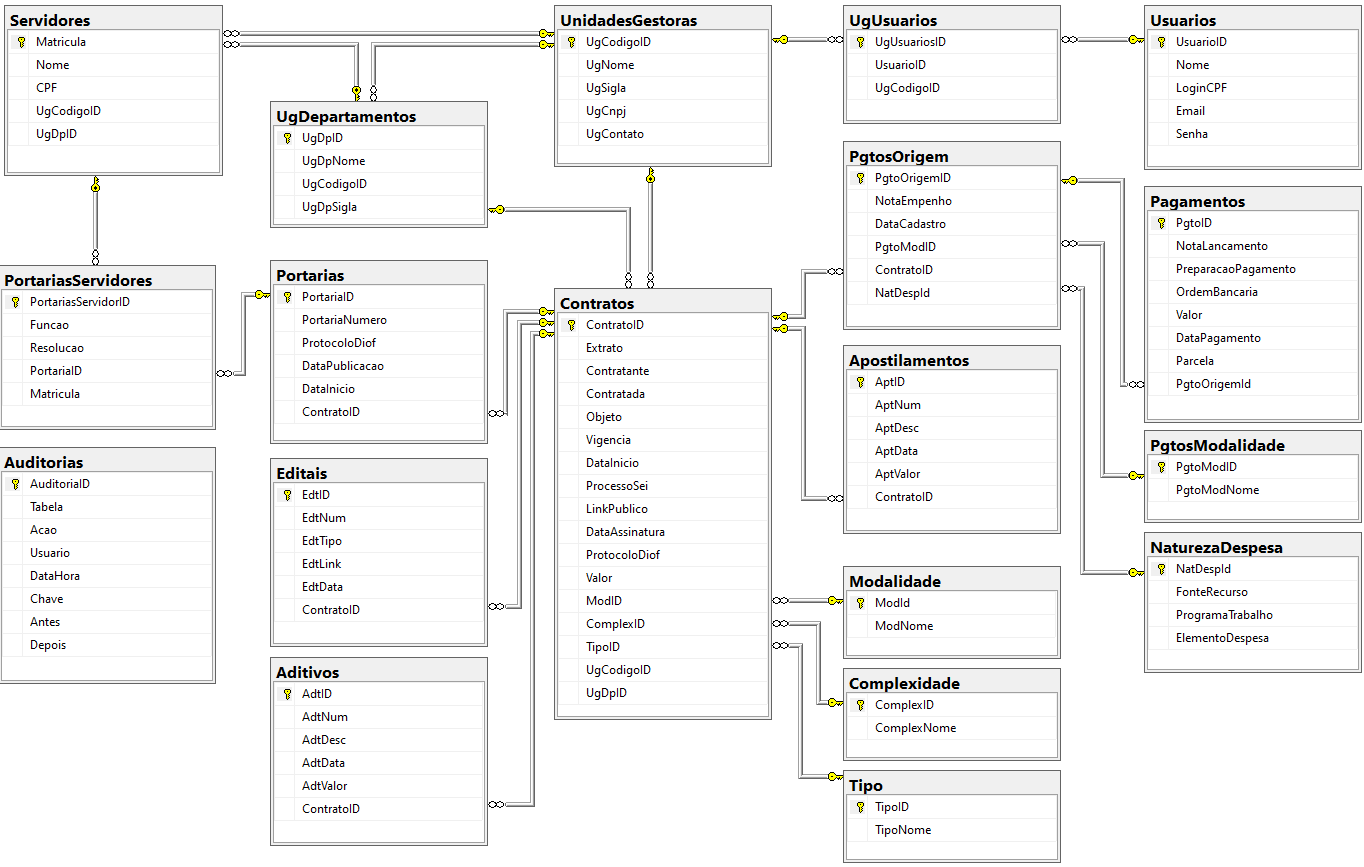 Servidores
Matricula
Nome
CPF
UgCodigoID
UgDpID
UgDepartamentos
UgDpID
UgDpNome
UgCodigoID
UgDpSigla
UnidadesGestoras
UgCodigoID
UgNome
UgSigla
UgCnpj
UgContato
UgUsuarios
UgUsuariosID
UsuarioID
UgCodigoID
Usuarios
UsuarioID
Nome
LoginCPF
Email
Senha
PgtosOrigem
PgtoOrigemID
NotaEmpenho
DataCadastro
PgtoModID
ContratoID
NatDespId
Pagamentos
PgtoID
NotaLancamento
PreparacaoPagamento
OrdemBancaria
Valor
DataPagamento
Parcela
PgtoOrigemId
PortariasServidores
PortariasServidorID
Funcao
Resolucao
PortariaID
Matricula
Portarias
PortariaID
PortariaNumero
ProtocoloDiof
DataPublicacao
DataInicio
ContratoID
Contratos
ContratoID
Extrato
Contratante
Contratada
Objeto
Vigencia
DataInicio
ProcessoSei
LinkPublico
DataAssinatura
ProtocoloDiof
Valor
ModID
ComplexID
TipoID
UgCodigoID
UgDpID
Apostilamentos
AptID
AptNum
AptDesc
AptData
AptValor
ContratoID
PgtosModalidade
PgtoModID
PgtoModNome
Auditorias
AuditoriaID
Tabela
Acao
Usuario
DataHora
Chave
Antes
Depois
Editais
EdtID
EdtNum
EdtTipo
EdtLink
EdtData
ContratoID
NaturezaDespesa
NatDespId
FonteRecurso
ProgramaTrabalho
ElementoDespesa
Modalidade
ModId
ModNome
Aditivos
AdtID
AdtNum
AdtDesc
AdtData
AdtValor
ContratoID
Complexidade
ComplexID
ComplexNome
Tipo
TipoID
TipoNome